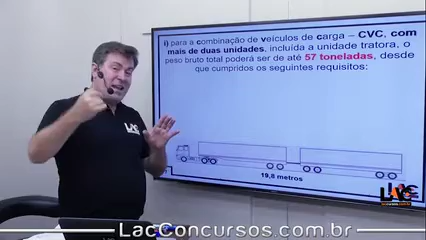 i) para a combinação de veículos de carga – CVC, com
mais de duas unidades, incluída a unidade tratora, o
peso bruto total poderá ser de até 57 toneladas, desde
que cumpridos os seguintes requisitos:
19,8 metros
LAC
LAC
LacConcursos.com.br